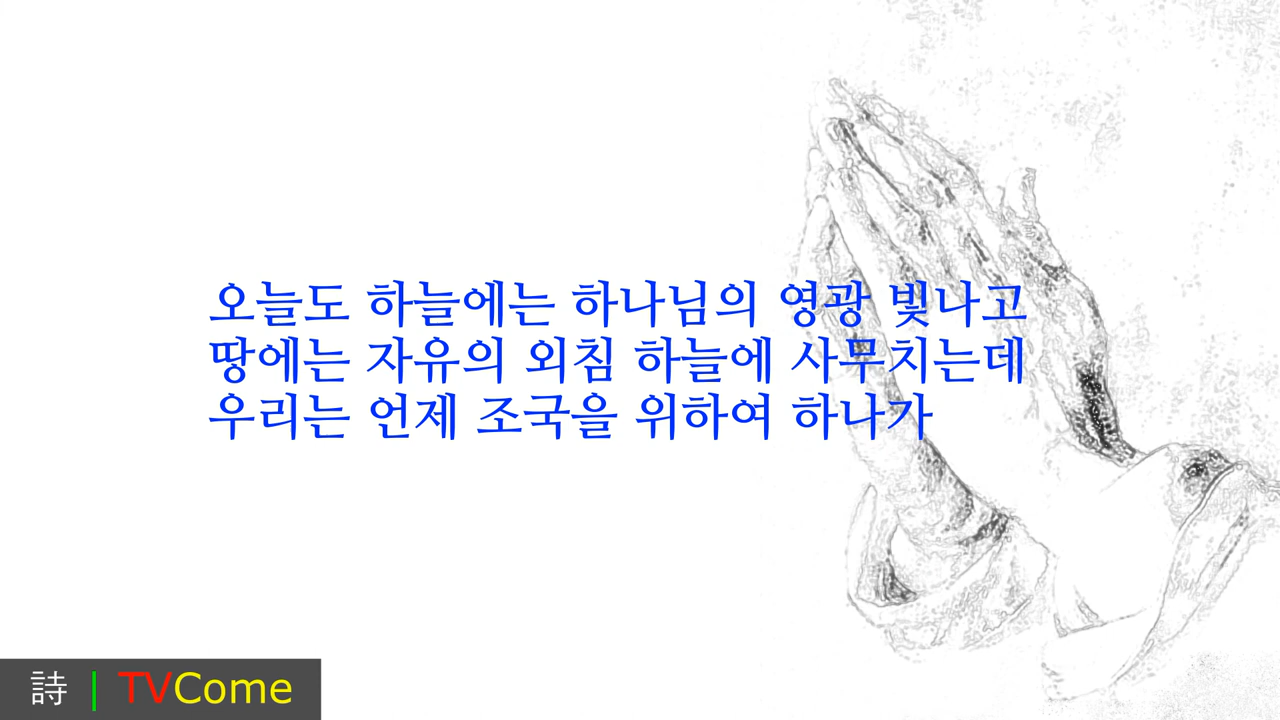 오늘도 하늘에는 하나님의 영광 빛나고
땅에는 자유의 외침 하늘에 사무치는데
우리는 언제 조국을 위하여 하나가
詩 | TVCome